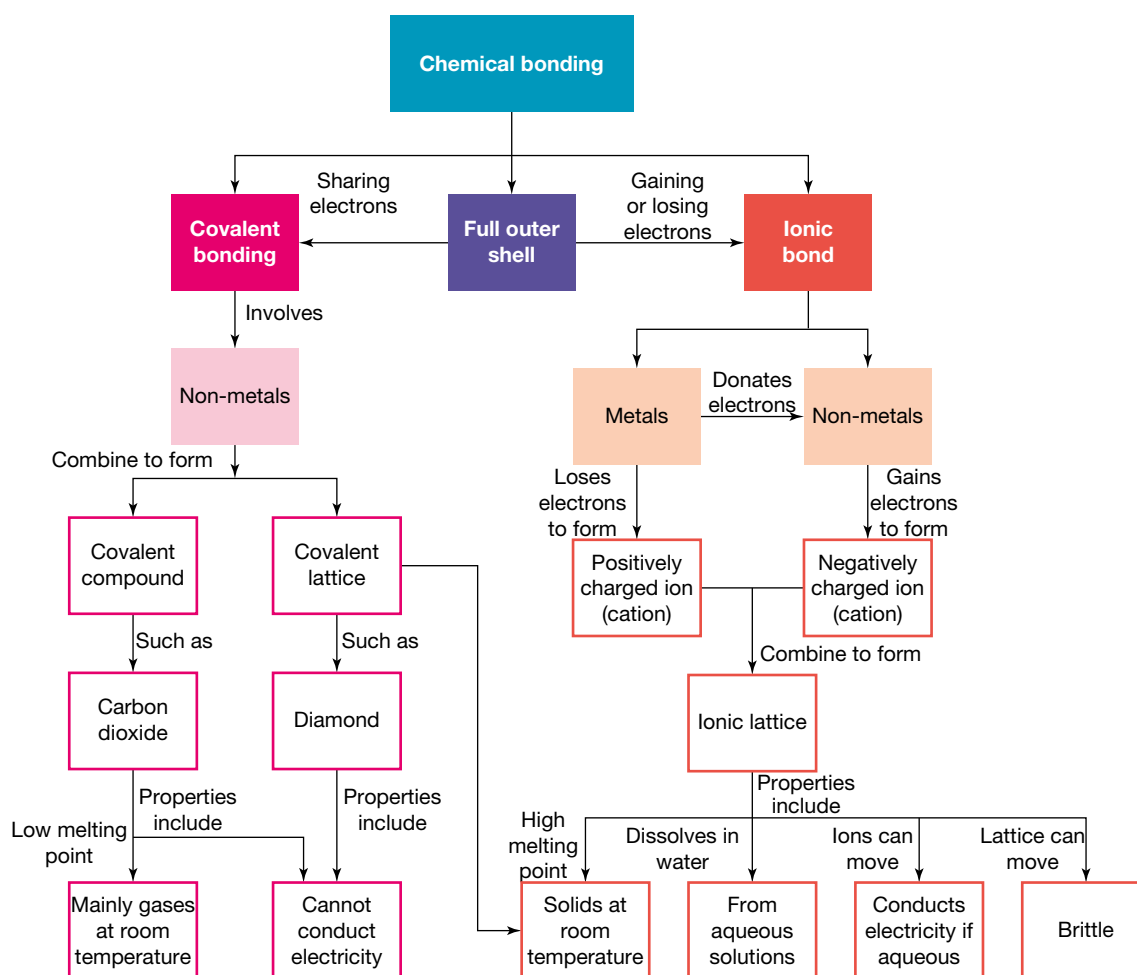 Chemical bonding
Sharing
electrons
Gaining
or losing
electrons
Covalent
bonding
Full outer
shell
Ionic
bond
Involves
Non-metals
Metals
Donates
electrons
Non-metals
Combine to form
Loses
electrons
to form
Gains
electrons
to form
Covalent
compound
Covalent
lattice
Positively
charged ion
(cation)
Negatively
charged ion
(cation)
Such as
Such as
Combine to form
Carbon
dioxide
Diamond
Ionic lattice
Properties
include
Properties
include
Properties
include
Low melting
point
High
melting
point
Dissolves in
water
Ions can
move
Lattice can
move
Mainly gases
at room
temperature
Cannot
conduct
electricity
Solids at
room
temperature
From
aqueous
solutions
Conducts
electricity if
aqueous
Brittle